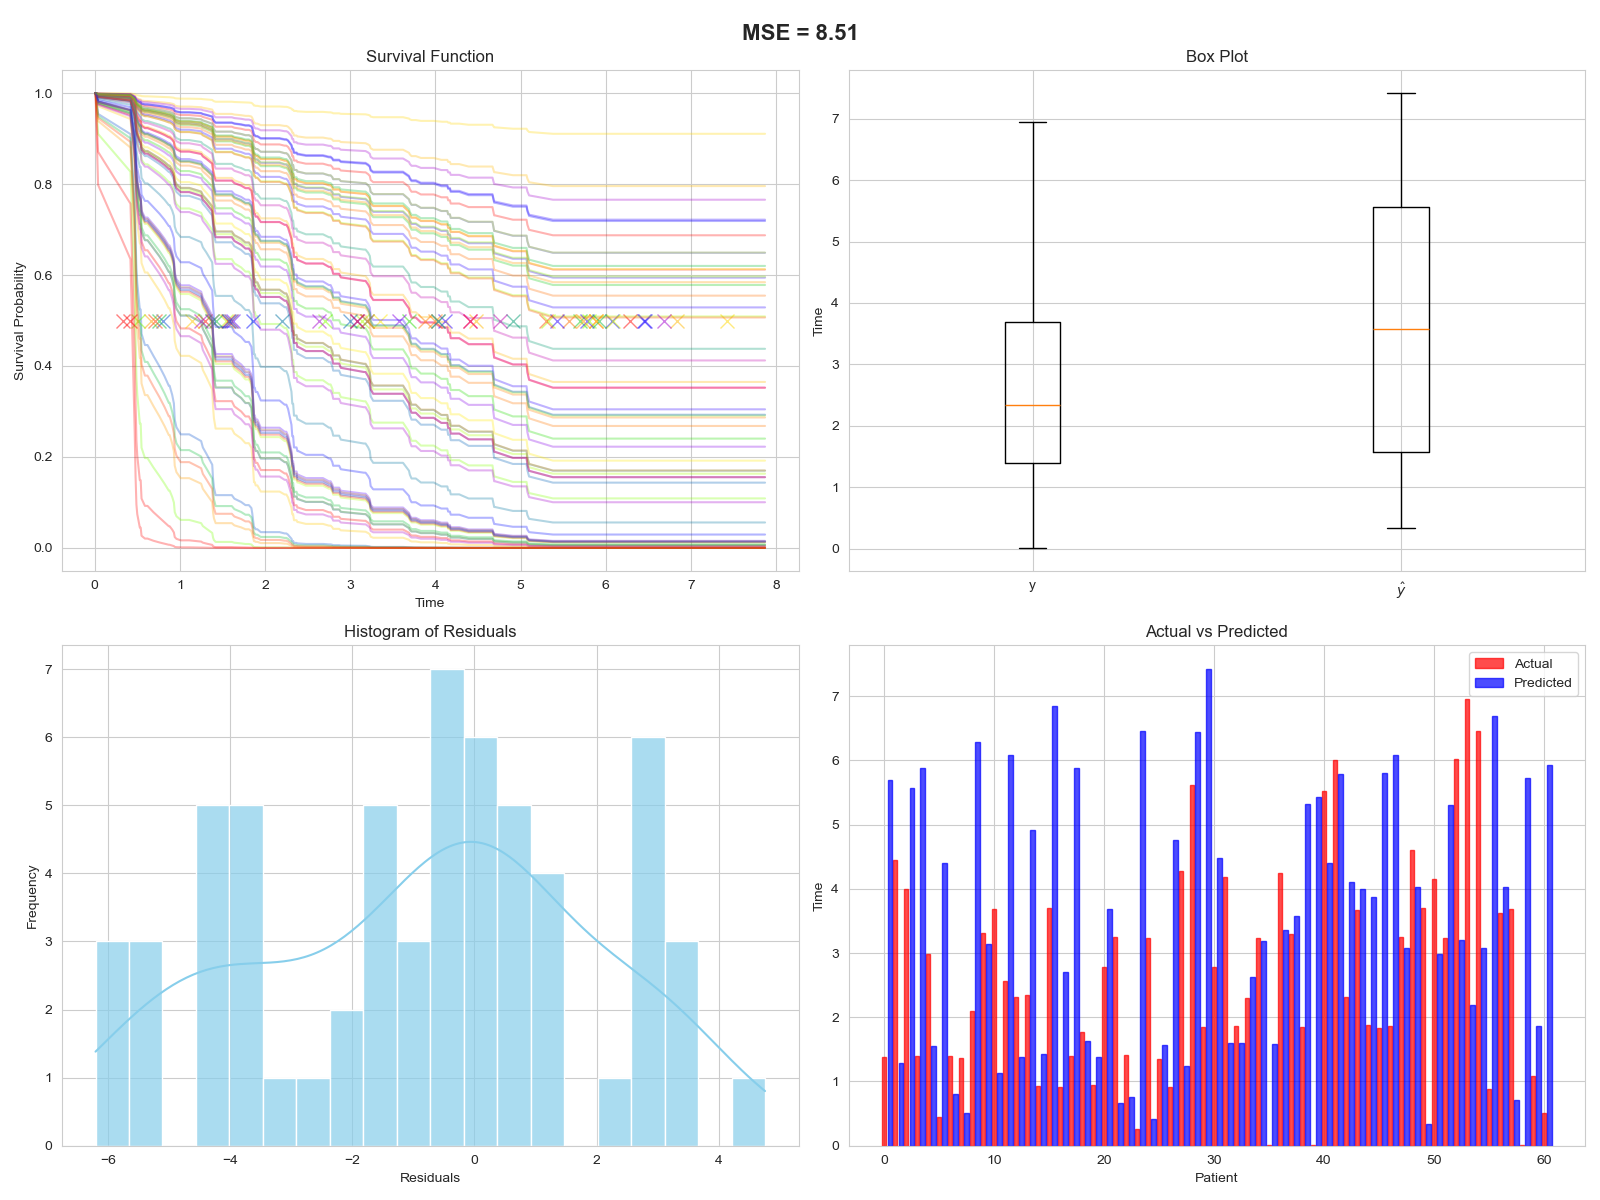 MSE = 8.51
Survival Function
Survival Probability
1.0
0.8
0.6
0.4
0.2
0.0
0 1 2 3 4 5 6 7 8
Time
Box Plot
Time
7
6
5
4
3
2
1
0
y ŷ
Histogram of Residuals
Frequency
7
6
5
4
3
2
1
0
−6 −4 −2 0 2 4
Residuals
Actual vs Predicted
Actual
Predicted
Time
7
6
5
4
3
2
1
0
0 10 20 30 40 50 60
Patient